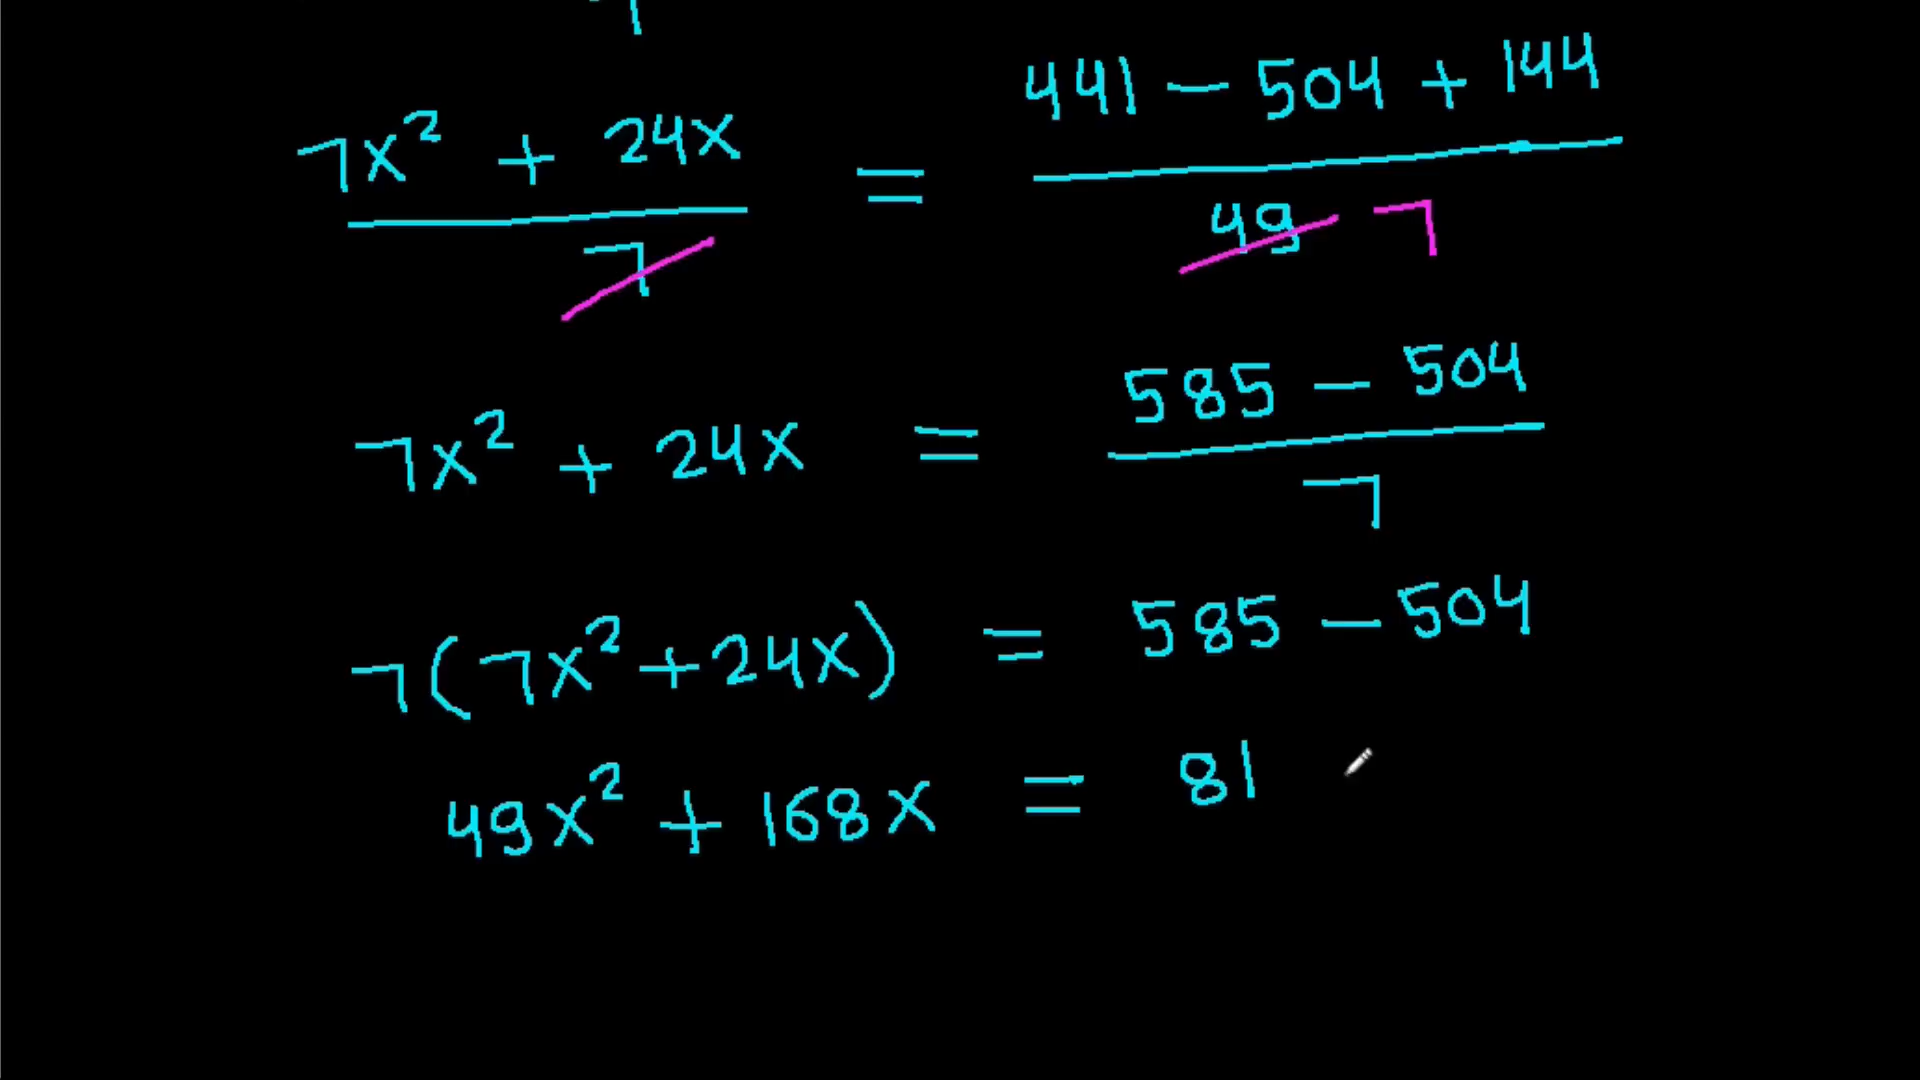 7x² + 24x / 7 = 441 - 504 + 144 / 49 7
7x² + 24x = 585 - 504 / 7
7(7x² + 24x) = 585 - 504
49x² + 168x = 81